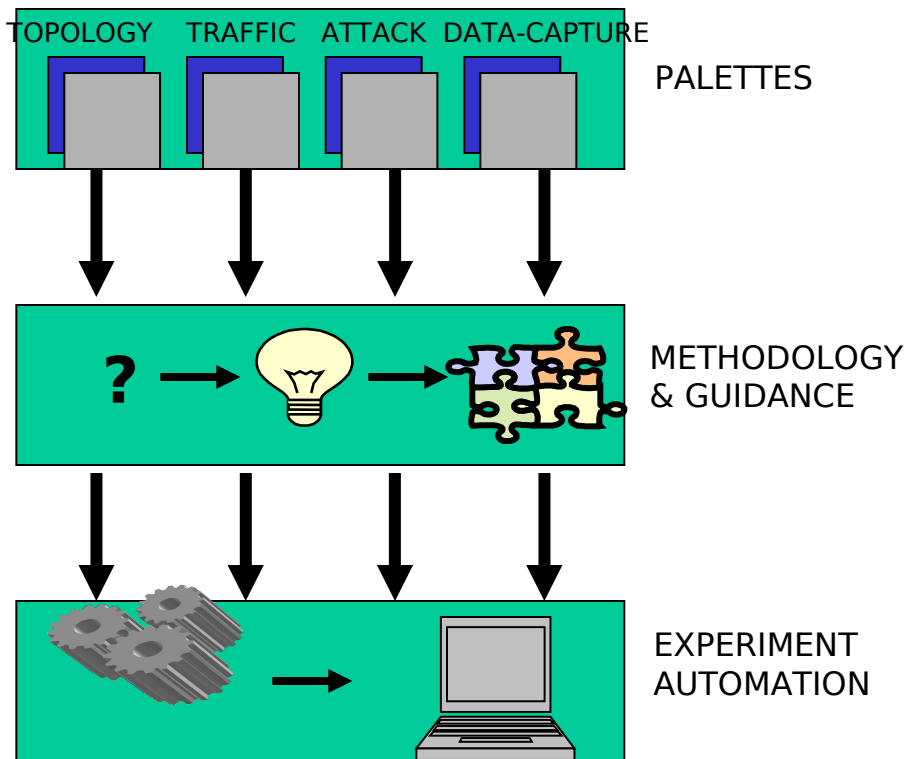 TOPOLOGY TRAFFIC ATTACK DATA-CAPTURE
PALETTES
?
METHODOLOGY
& GUIDANCE
EXPERIMENT
AUTOMATION